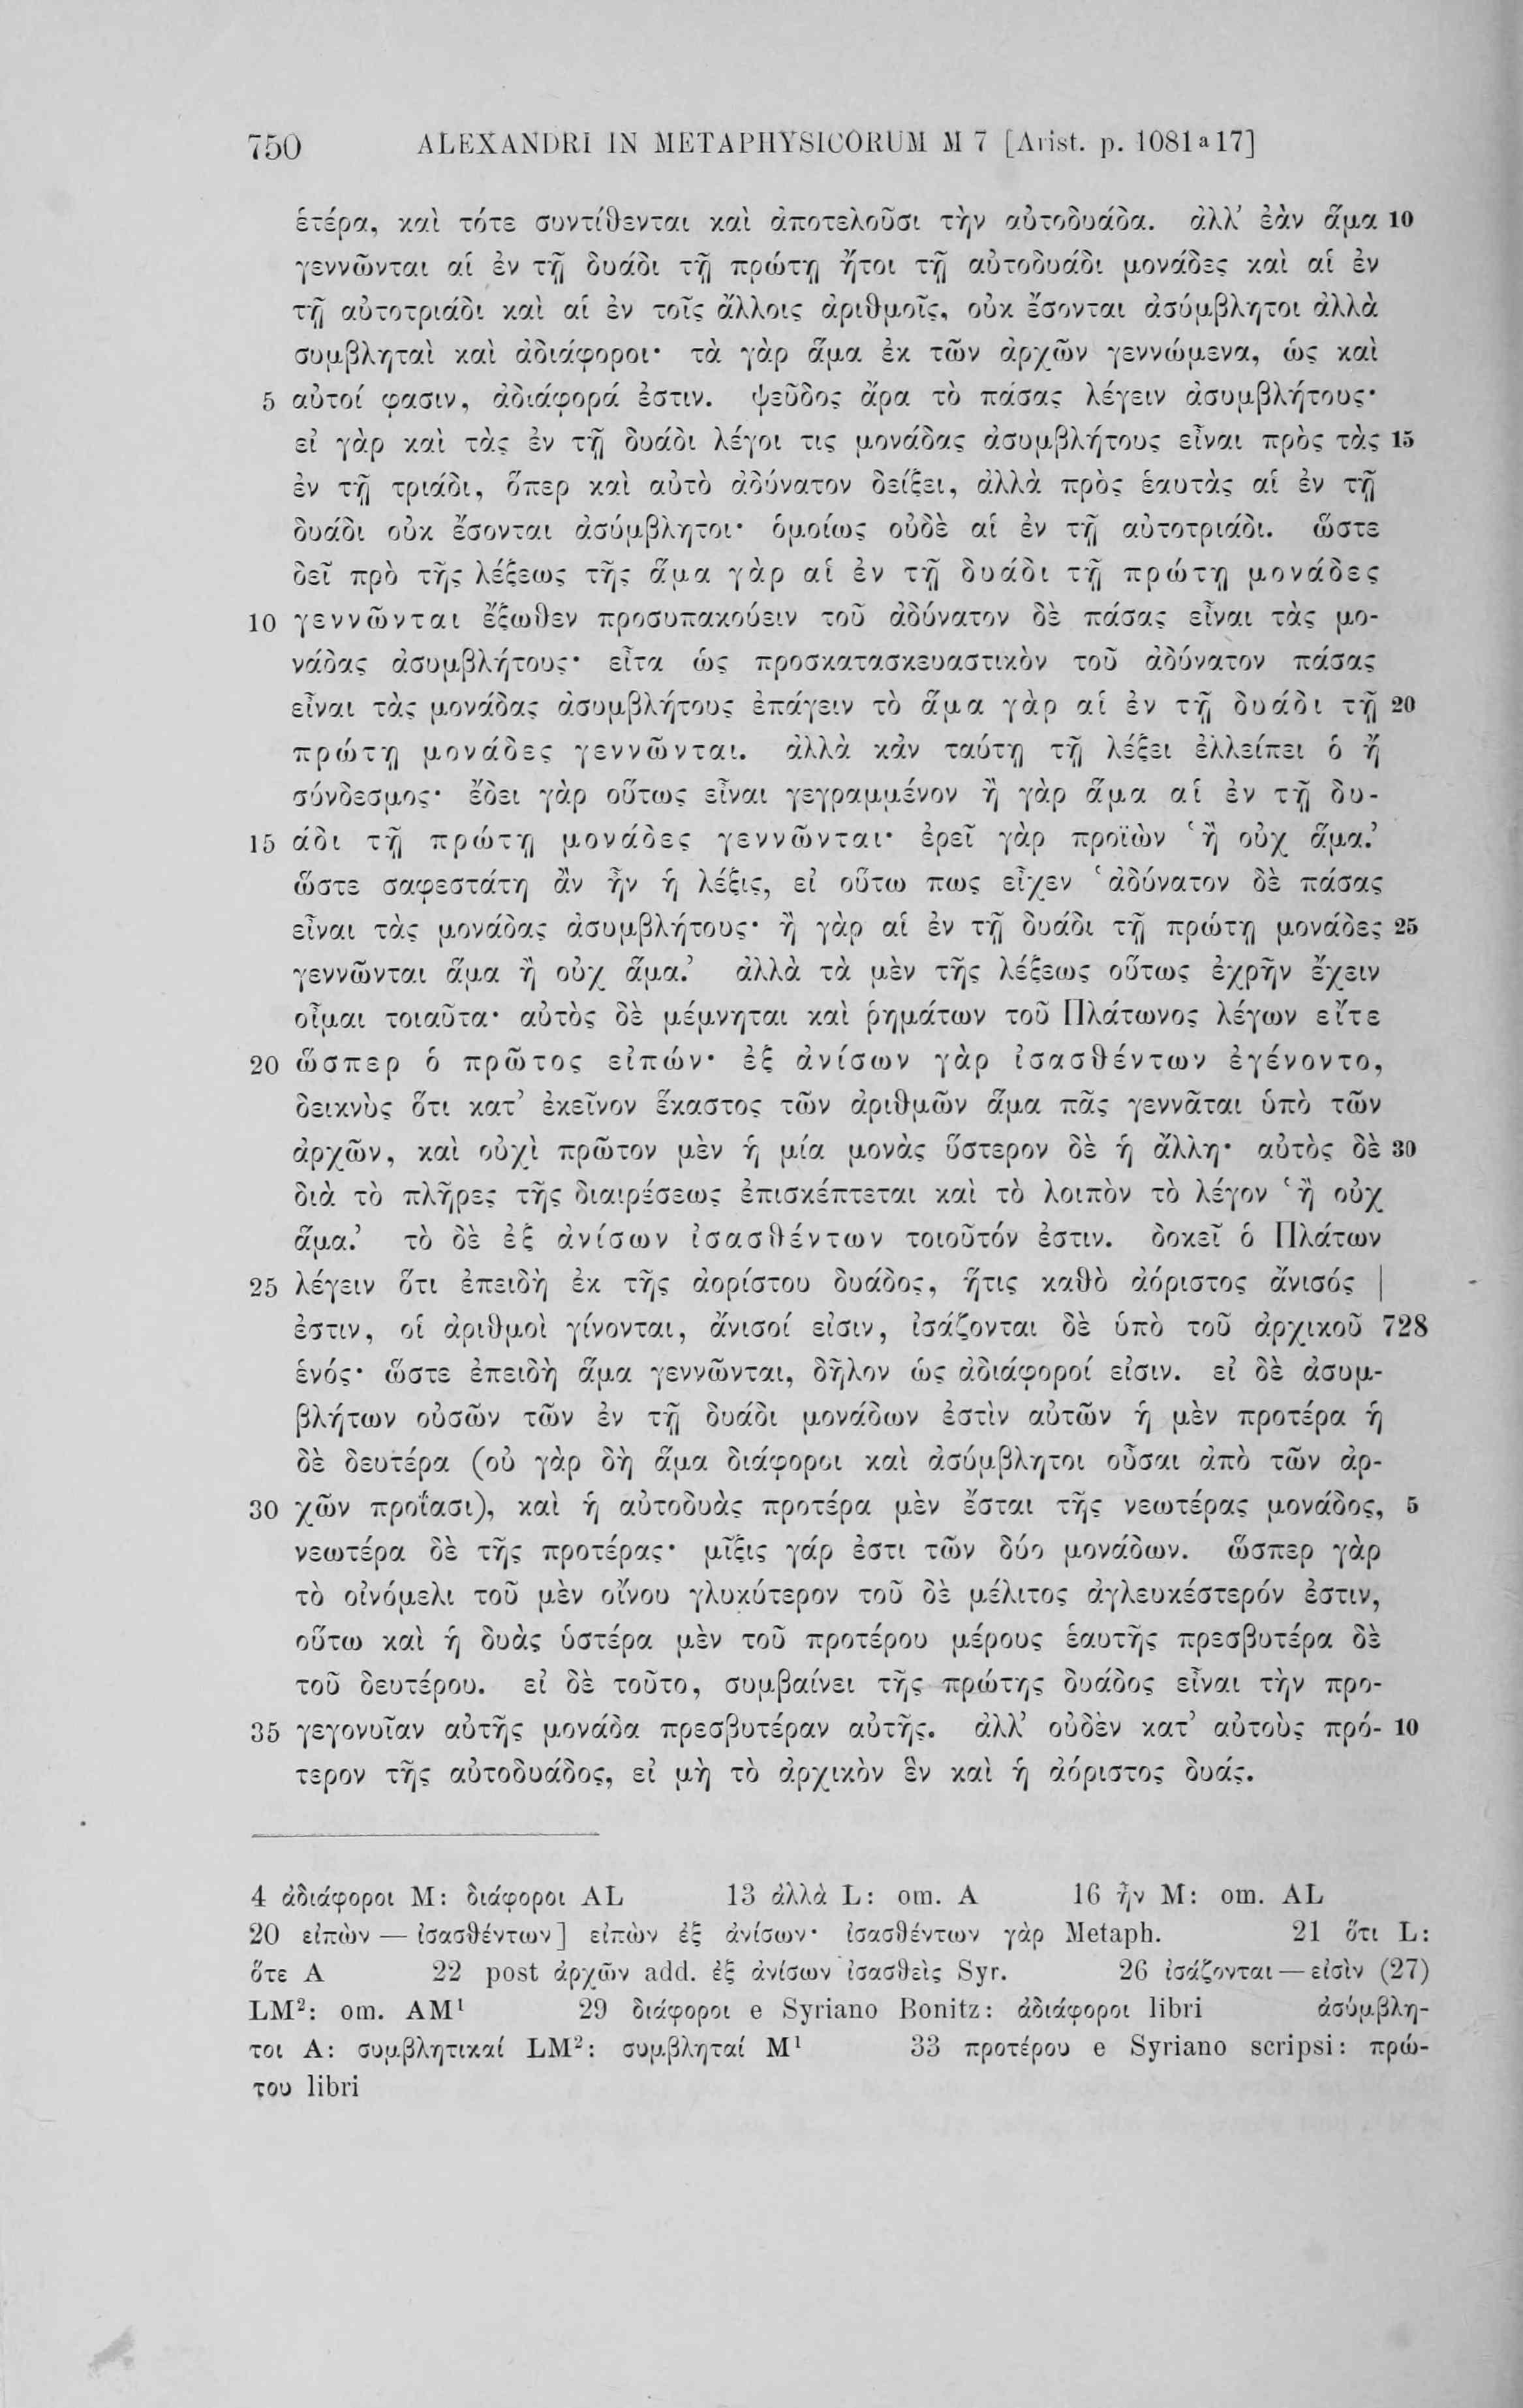 750 ALEXANDRI IN METAPHYSICORUM M 7 [Arist. p. 1081a17]
ἑτέρα, καὶ τότε συντίθενται καὶ ἀποτελοῦσι τὴν αὐτοδυάδα. ἀλλ' ἐὰν ἅμα 10
γεννῶνται αἱ ἐν τῇ δυάδι τῇ πρώτῃ ἤτοι τῇ αὐτοδυάδι μονάδες καὶ αἱ ἐν
τῇ αὐτοτριάδι καὶ αἱ ἐν τοῖς ἄλλοις ἀριθμοῖς, οὐκ ἔσονται ἀσύμβλητοι ἀλλὰ
συμβληταὶ καὶ ἀδιάφοροι· τὰ γὰρ ἅμα ἐκ τῶν ἀρχῶν γεννώμενα, ὡς καὶ
5 αὐτοί φασιν, ἀδιάφορά ἐστιν. ψεῦδος ἄρα τὸ πάσας λέγειν ἀσυμβλήτους·
εἰ γὰρ καὶ τὰς ἐν τῇ δυάδι λέγοι τις μονάδας ἀσυμβλήτους εἶναι πρὸς τὰς 15
ἐν τῇ τριάδι, ὅπερ καὶ αὐτὸ ἀδύνατον δείξει, ἀλλὰ πρὸς ἑαυτὰς αἱ ἐν τῇ
δυάδι οὐκ ἔσονται ἀσύμβλητοι· ὁμοίως οὐδὲ αἱ ἐν τῇ αὐτοτριάδι. ὥστε
δεῖ πρὸ τῆς λέξεως τῆς ἅμα γὰρ αἱ ἐν τῇ δυάδι τῇ πρώτῃ μονάδες
10 γεννῶνται ἔξωθεν προσυπακούειν τοῦ ἀδύνατον δὲ πάσας εἶναι τὰς μο-
νάδας ἀσυμβλήτους· εἶτα ὡς προσκατασκευαστικὸν τοῦ ἀδύνατον πάσας
εἶναι τὰς μονάδας ἀσυμβλήτους ἐπάγειν τὸ ἅμα γὰρ αἱ ἐν τῇ δυάδι τῇ 20
πρώτῃ μονάδες γεννῶνται. ἀλλὰ κἀν ταύτῃ τῇ λέξει ἐλλείπει ὁ ἤ
σύνδεσμος· ἔδει γὰρ οὕτως εἶναι γεγραμμένον ἢ γὰρ ἅμα αἱ ἐν τῇ δυ-
15 άδι τῇ πρώτῃ μονάδες γεννῶνται· ἐρεῖ γὰρ προϊὼν ‘ἢ οὐχ ἅμα.’
ὥστε σαφεστάτη ἂν ἦν ἡ λέξις, εἰ οὕτω πως εἶχεν ‘ἀδύνατον δὲ πάσας
εἶναι τὰς μονάδας ἀσυμβλήτους· ἢ γὰρ αἱ ἐν τῇ δυάδι τῇ πρώτῃ μονάδες 25
γεννῶνται ἅμα ἢ οὐχ ἅμα.’ ἀλλὰ τὰ μὲν τῆς λέξεως οὕτως ἐχρῆν ἔχειν
οἶμαι τοιαῦτα· αὐτὸς δὲ μέμνηται καὶ ῥημάτων τοῦ Πλάτωνος λέγων εἴτε
20 ὥσπερ ὁ πρῶτος εἰπών· ἐξ ἀνίσων γὰρ ἰσασθέντων ἐγένοντο,
δεικνὺς ὅτι κατ' ἐκεῖνον ἕκαστος τῶν ἀριθμῶν ἅμα πᾶς γεννᾶται ὑπὸ τῶν
ἀρχῶν, καὶ οὐχὶ πρῶτον μὲν ἡ μία μονὰς ὕστερον δὲ ἡ ἄλλη· αὐτὸς δὲ 30
διὰ τὸ πλῆρες τῆς διαιρέσεως ἐπισκέπτεται καὶ τὸ λοιπὸν τὸ λέγον ‘ἢ οὐχ
ἅμα.’ τὸ δὲ ἐξ ἀνίσων ἰσασθέντων τοιοῦτόν ἐστιν. δοκεῖ ὁ Πλάτων
25 λέγειν ὅτι ἐπειδὴ ἐκ τῆς ἀορίστου δυάδος, ἥτις καθὸ ἀόριστος ἄνισός |
ἐστιν, οἱ ἀριθμοὶ γίνονται, ἄνισοί εἰσιν, ἰσάζονται δὲ ὑπὸ τοῦ ἀρχικοῦ 728
ἑνός· ὥστε ἐπειδὴ ἅμα γεννῶνται, δῆλον ὡς ἀδιάφοροί εἰσιν. εἰ δὲ ἀσυμ-
βλήτων οὐσῶν τῶν ἐν τῇ δυάδι μονάδων ἐστὶν αὐτῶν ἡ μὲν προτέρα ἡ
δὲ δευτέρα (οὐ γὰρ δὴ ἅμα διάφοροι καὶ ἀσύμβλητοι οὖσαι ἀπὸ τῶν ἀρ-
30 χῶν προΐασι), καὶ ἡ αὐτοδυὰς προτέρα μὲν ἔσται τῆς νεωτέρας μονάδος, 5
νεωτέρα δὲ τῆς προτέρας· μῖξις γάρ ἐστι τῶν δύο μονάδων. ὥσπερ γὰρ
τὸ οἰνόμελι τοῦ μὲν οἴνου γλυκύτερον τοῦ δὲ μέλιτος ἀγλευκέστερόν ἐστιν,
οὕτω καὶ ἡ δυὰς ὑστέρα μὲν τοῦ προτέρου μέρους ἑαυτῆς πρεσβυτέρα δὲ
τοῦ δευτέρου. εἰ δὲ τοῦτο, συμβαίνει τῆς πρώτης δυάδος εἶναι τὴν προ-
35 γεγονυῖαν αὐτῆς μονάδα πρεσβυτέραν αὐτῆς. ἀλλ' οὐδὲν κατ' αὐτοὺς πρό- 10
τερον τῆς αὐτοδυάδος, εἰ μὴ τὸ ἀρχικὸν ἓν καὶ ἡ ἀόριστος δυάς.
4 ἀδιάφοροι M: διάφοροι AL 13 ἀλλὰ L: om. A 16 ἦν M: om. AL
20 εἰπὼν — ἰσασθέντων] εἰπὼν ἐξ ἀνίσων· ἰσασθέντων γὰρ Metaph. 21 ὅτι L:
ὅτε A 22 post ἀρχῶν add. ἐξ ἀνίσων ἰσασθεὶς Syr. 26 ἰσάζονται — εἰσὶν (27)
LM²: om. AM¹ 29 διάφοροι e Syriano Bonitz: ἀδιάφοροι libri ἀσύμβλη-
τοι A: συμβλητικαί LM²: συμβληταί M¹ 33 προτέρου e Syriano scripsi: πρώ-
του libri